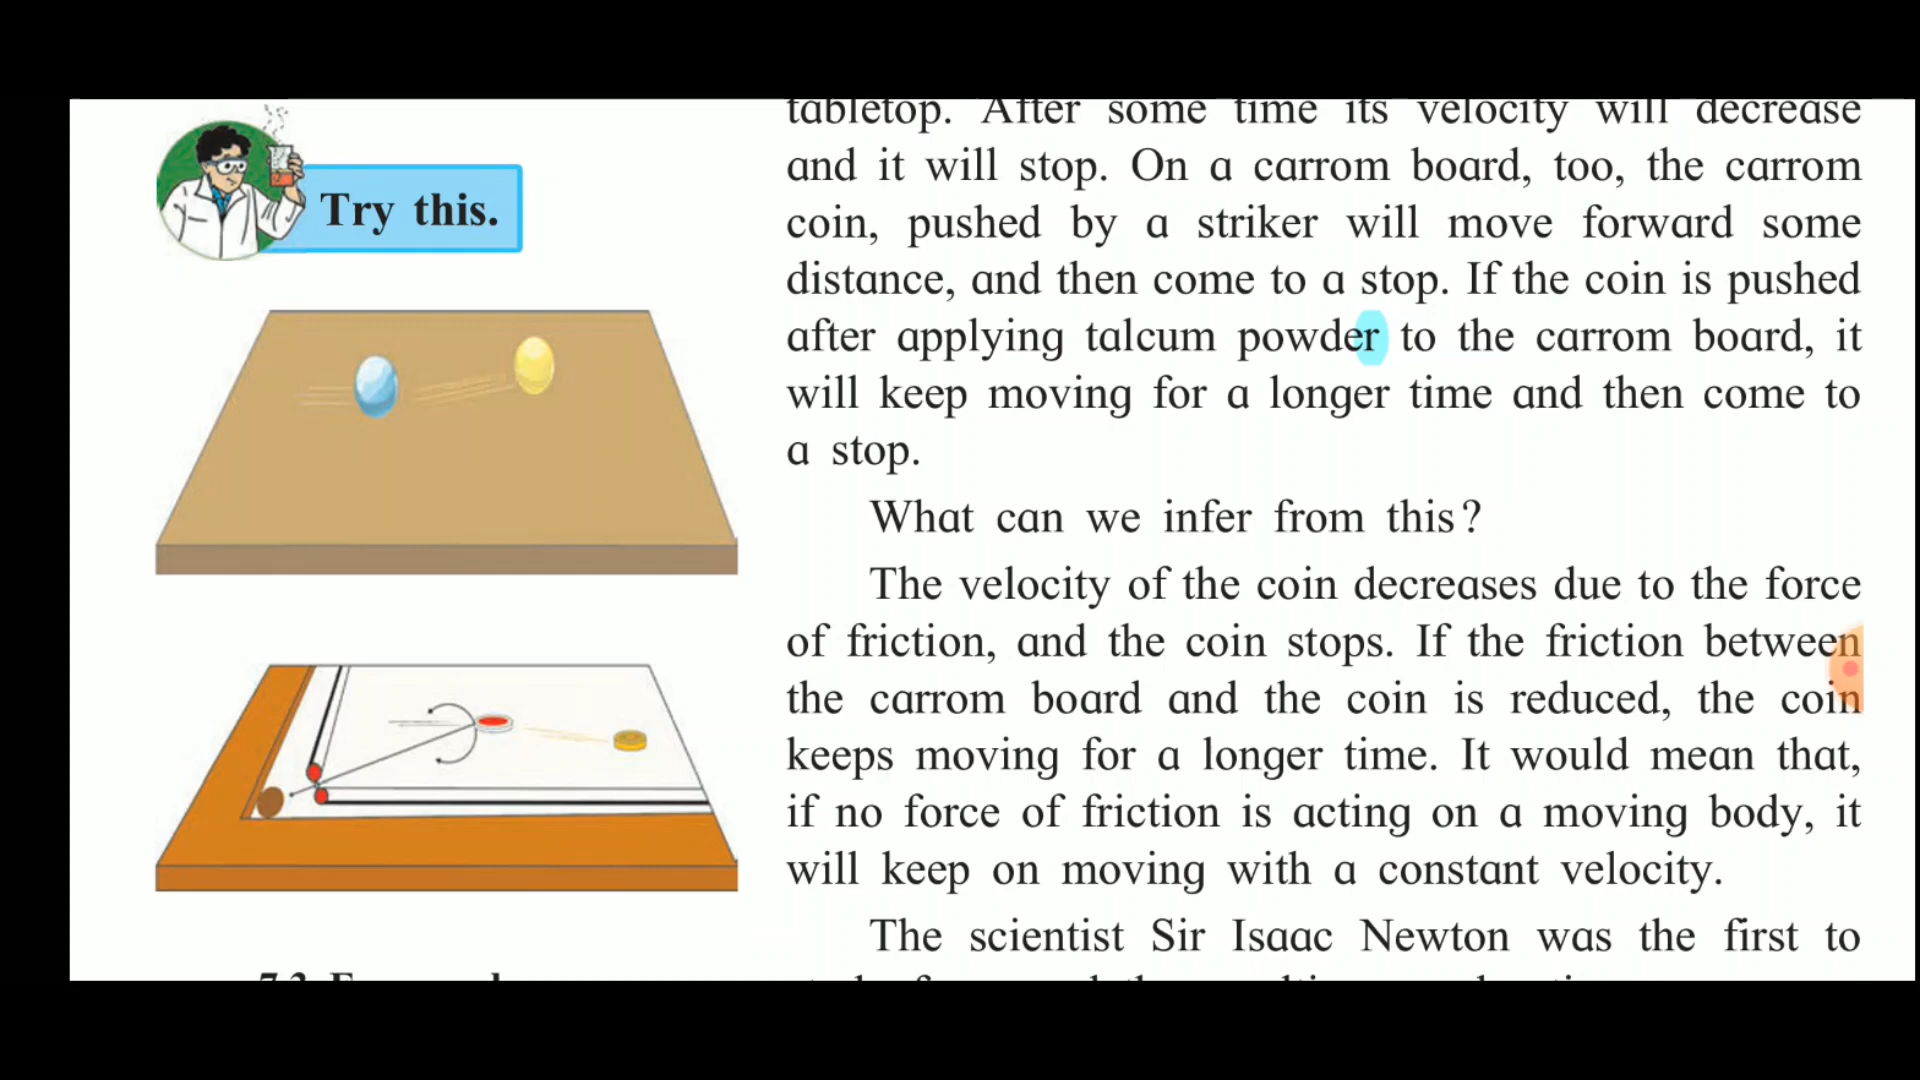 Try this.
tabletop. After some time its velocity will decrease
and it will stop. On a carrom board, too, the carrom
coin, pushed by a striker will move forward some
distance, and then come to a stop. If the coin is pushed
after applying talcum powder to the carrom board, it
will keep moving for a longer time and then come to
a stop.
What can we infer from this?
The velocity of the coin decreases due to the force
of friction, and the coin stops. If the friction between
the carrom board and the coin is reduced, the coin
keeps moving for a longer time. It would mean that,
if no force of friction is acting on a moving body, it
will keep on moving with a constant velocity.
The scientist Sir Isaac Newton was the first to